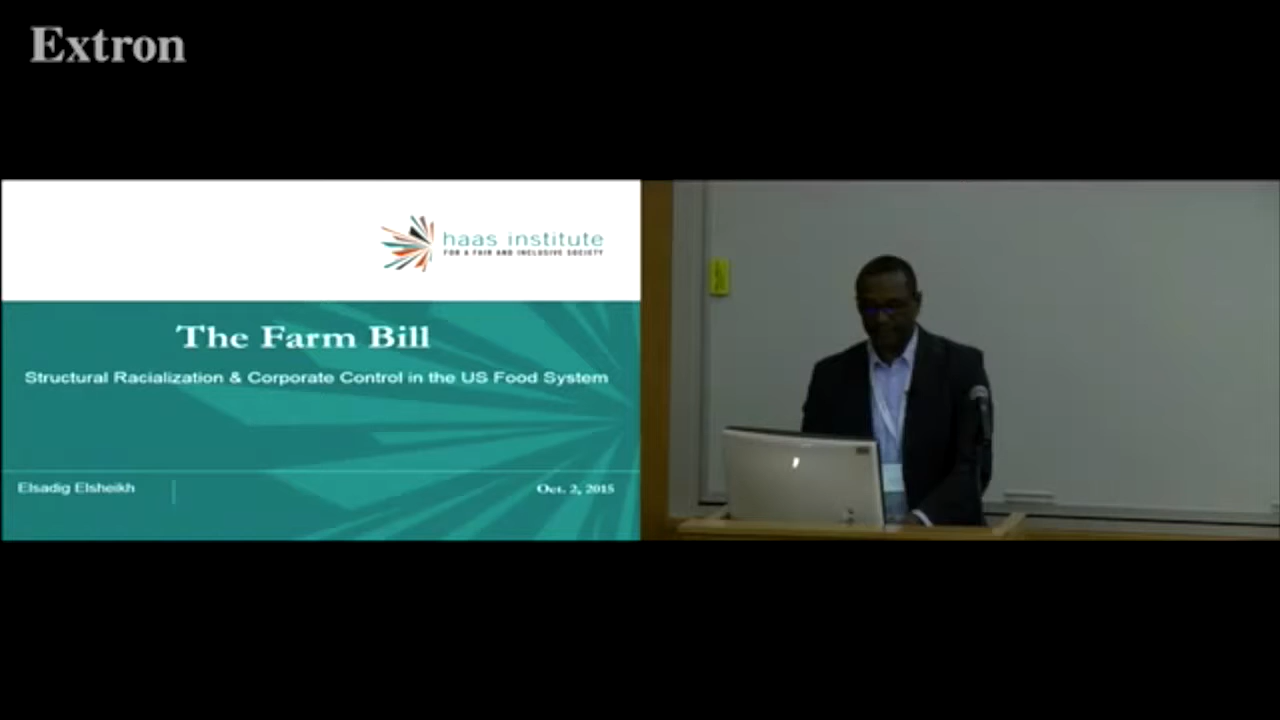 Extron
haas institute
FOR A FAIR AND INCLUSIVE SOCIETY
The Farm Bill
Structural Racialization & Corporate Control in the US Food System
Elsadig Elsheikh
Oct. 2, 2015